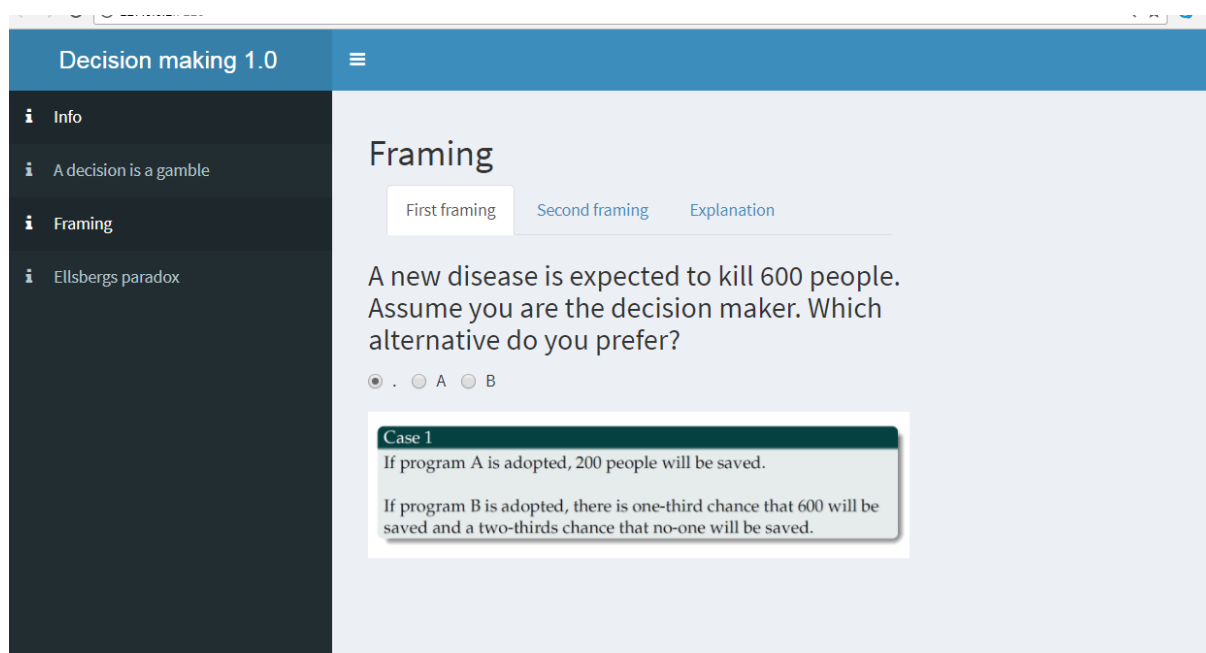 Decision making 1.0
Info
A decision is a gamble
Framing
Ellsbergs paradox
Framing
First framing Second framing Explanation
A new disease is expected to kill 600 people.
Assume you are the decision maker. Which
alternative do you prefer?
. A B
Case 1
If program A is adopted, 200 people will be saved.
If program B is adopted, there is one-third chance that 600 will be
saved and a two-thirds chance that no-one will be saved.